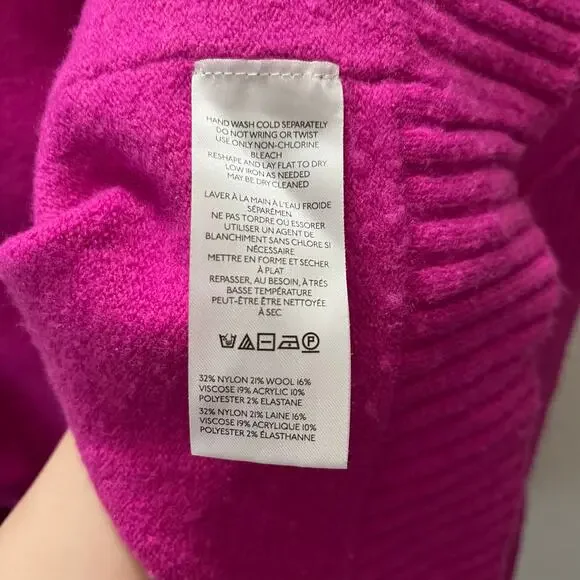 HAND WASH COLD SEPARATELY
DO NOT WRING OR TWIST
USE ONLY NON-CHLORINE
BLEACH
RESHAPE AND LAY FLAT TO DRY
LOW IRON AS NEEDED
MAY BE DRY CLEANED
LAVER À LA MAIN À L'EAU FROIDE
SÉPARÉMEN
NE PAS TORDRE OU ESSORER
UTILISER UN AGENT DE
BLANCHIMENT SANS CHLORE SI
NÉCESSAIRE
METTRE EN FORME ET SÉCHER
À PLAT
REPASSER, AU BESOIN, À TRÉS
BASSE TEMPÉRATURE
PEUT-ÊTRE ÊTRE NETTOYÉE
À SEC
32% NYLON 21% WOOL 16%
VISCOSE 19% ACRYLIC 10%
POLYESTER 2% ELASTANE
32% NYLON 21% LAINE 16%
VISCOSE 19% ACRYLIQUE 10%
POLYESTER 2% ÉLASTHANNE